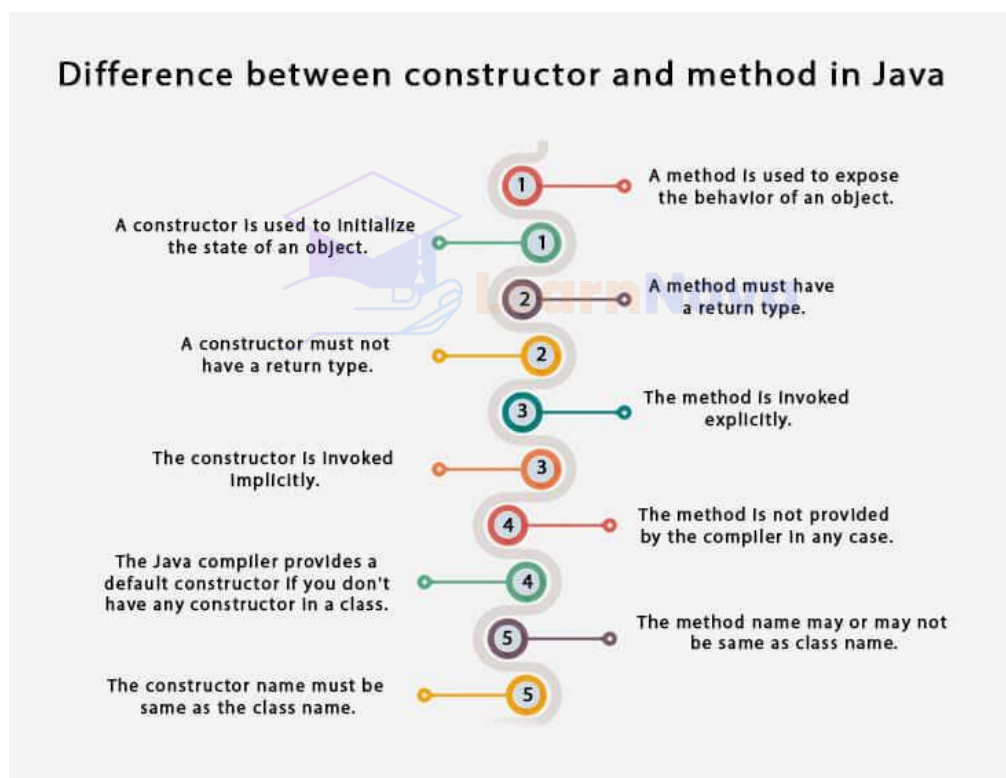 Difference between constructor and method in Java
1
A method is used to expose
the behavior of an object.
A constructor is used to initialize
the state of an object.
1
LearnNova
2
A method must have
a return type.
A constructor must not
have a return type.
2
3
The method is invoked
explicitly.
The constructor is invoked
implicitly.
3
4
The method is not provided
by the compiler in any case.
The Java compiler provides a
default constructor if you don't
have any constructor in a class.
4
5
The method name may or may not
be same as class name.
The constructor name must be
same as the class name.
5